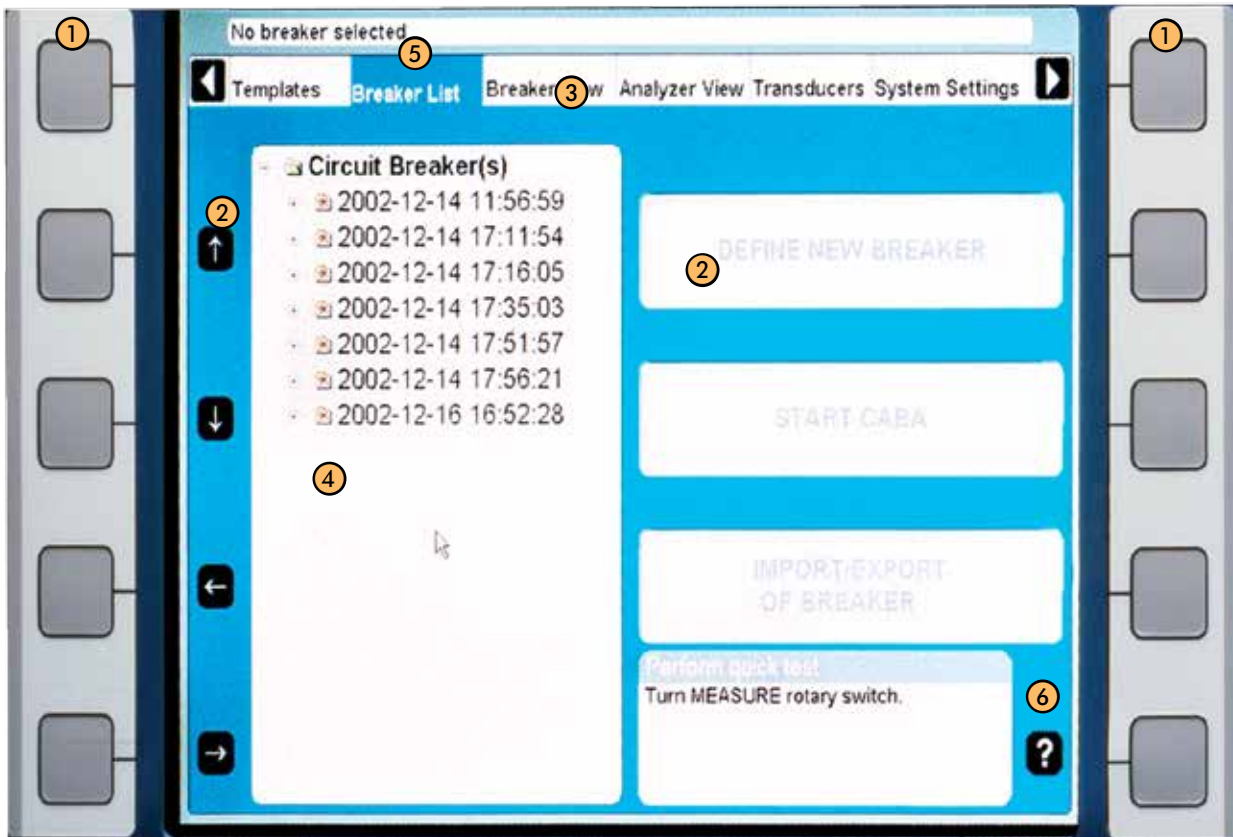 1
1
No breaker selected
5
Templates Breaker List Breaker 3 w Analyzer View Transducers System Settings
Circuit Breaker(s)
2002-12-14 11:56:59
2002-12-14 17:11:54
2002-12-14 17:16:05
2002-12-14 17:35:03
2002-12-14 17:51:57
2002-12-14 17:56:21
2002-12-16 16:52:28
2
↑
↓
←
→
4
DEFINE NEW BREAKER
2
START CABA
IMPORT/EXPORT
OF BREAKER
Perform quick test
Turn MEASURE rotary switch.
6
?